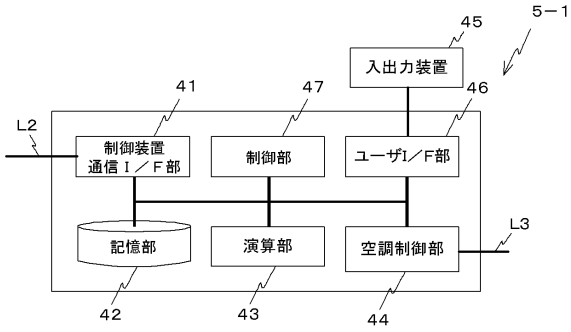 5-1
45
入出力装置
41
47
46
L2
制御装置
通信I/F部
制御部
ユーザI/F部
記憶部
演算部
空調制御部
L3
42
43
44